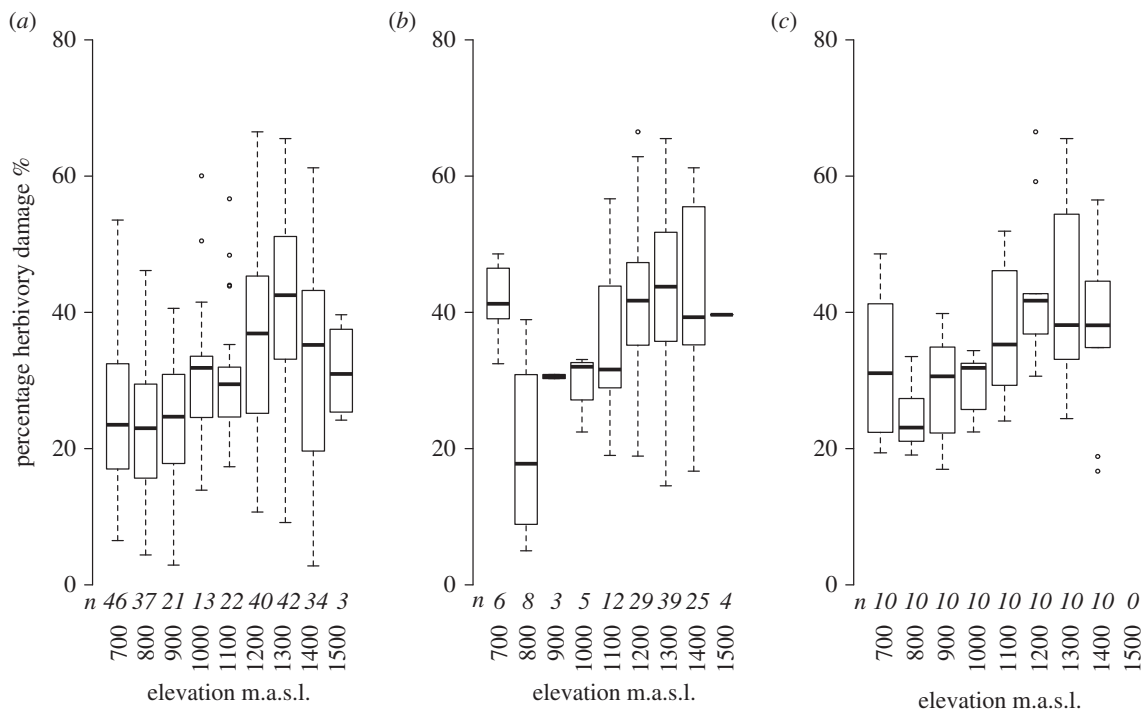 (a) (b) (c)
percentage herbivory damage %
80 80 80
60 60 60
40 40 40
20 20 20
0 0 0
n 46 37 21 13 22 40 42 34 3
n 6 8 3 5 12 29 39 25 4
n 10 10 10 10 10 10 10 10 0
700 800 900 1000 1100 1200 1300 1400 1500
700 800 900 1000 1100 1200 1300 1400 1500
700 800 900 1000 1100 1200 1300 1400 1500
elevation m.a.s.l. elevation m.a.s.l. elevation m.a.s.l.